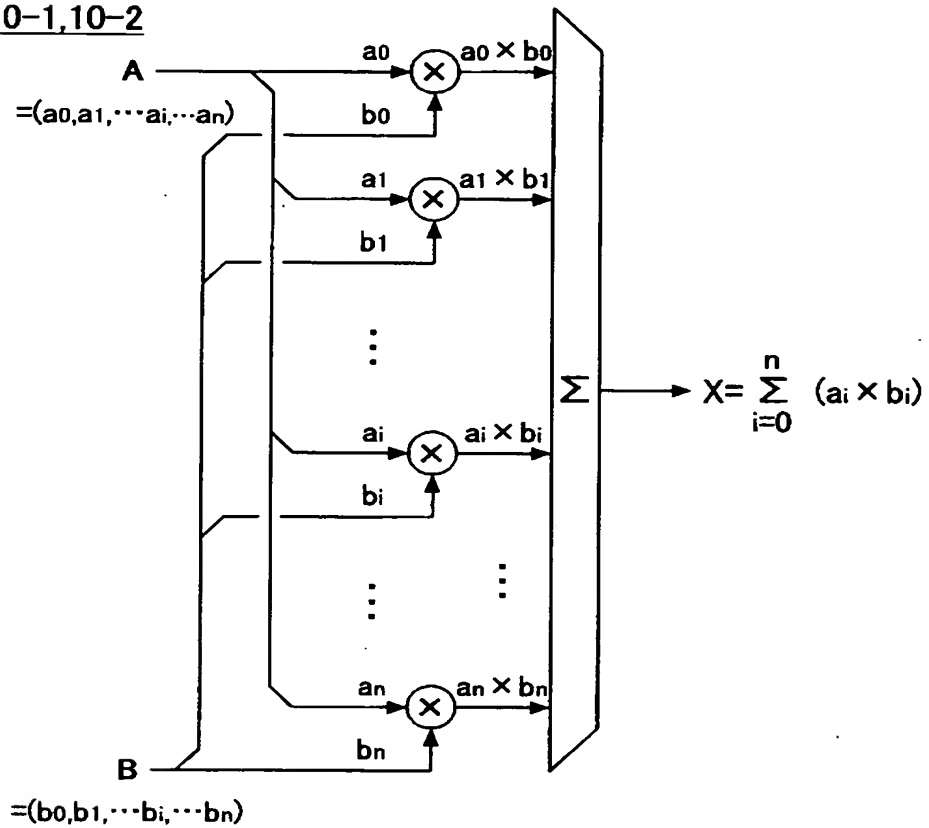 0-1,10-2
A
=(a0,a1,···ai,···an)
a0
a0 × b0
b0
a1
a1 × b1
b1
⋮
Σ
X= n Σ i=0 (ai × bi)
ai
ai × bi
bi
⋮
⋮
an
an × bn
bn
B
=(b0,b1,···bi,···bn)